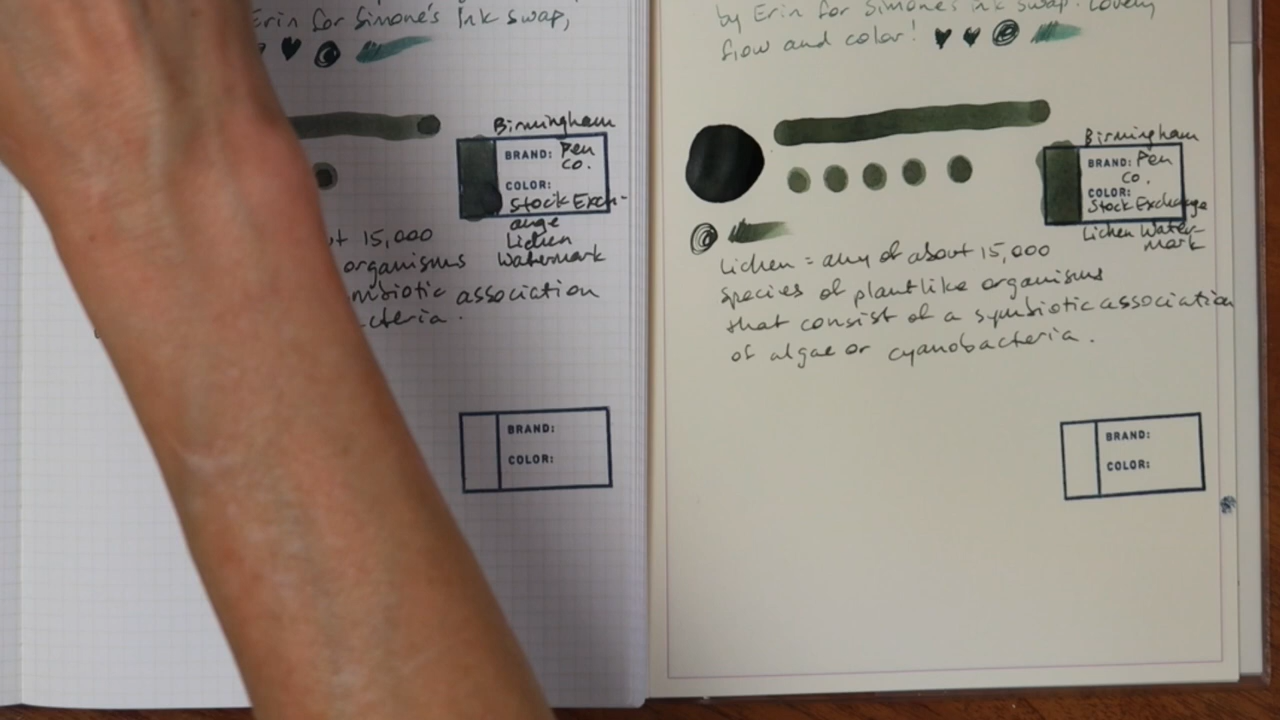 Erin for Simone's Ink Swap,
Birmingham
BRAND: Pen
Co.
COLOR:
Stock Exch-
ange
Lichen
Watermark
15,000
organisms
mbiotic association
cteria.
BRAND:
COLOR:
by Erin for Simone's ink swap. Lovely
flow and color!
Birmingham
BRAND: Pen
Co.
COLOR:
Stock Exchange
Lichen Water-
mark
Lichen = any of about 15,000
species of plantlike organisms
that consist of a symbiotic association
of algae or cyanobacteria.
BRAND:
COLOR: